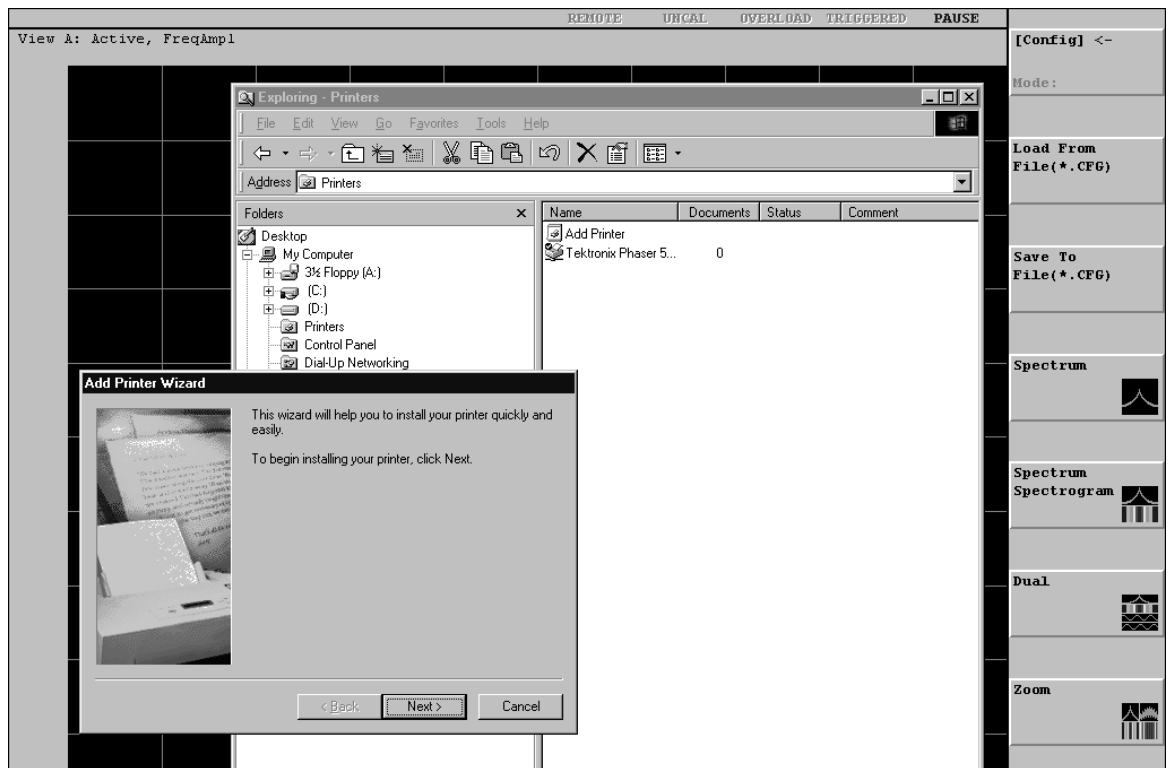 REMOTE UNCAL OVERLOAD TRIGGERED PAUSE
View A: Active, FreqAmpl
[Config] <-
Mode:
Load From
File(*.CFG)
Save To
File(*.CFG)
Spectrum
Spectrum
Spectrogram
Dual
Zoom
Exploring - Printers
File Edit View Go Favorites Tools Help
Address Printers
Folders
Desktop
My Computer
3½ Floppy (A:)
(C:)
(D:)
Printers
Control Panel
Dial-Up Networking
Name Documents Status Comment
Add Printer
Tektronix Phaser 5... 0
Add Printer Wizard
This wizard will help you to install your printer quickly and
easily.
To begin installing your printer, click Next.
< Back Next > Cancel